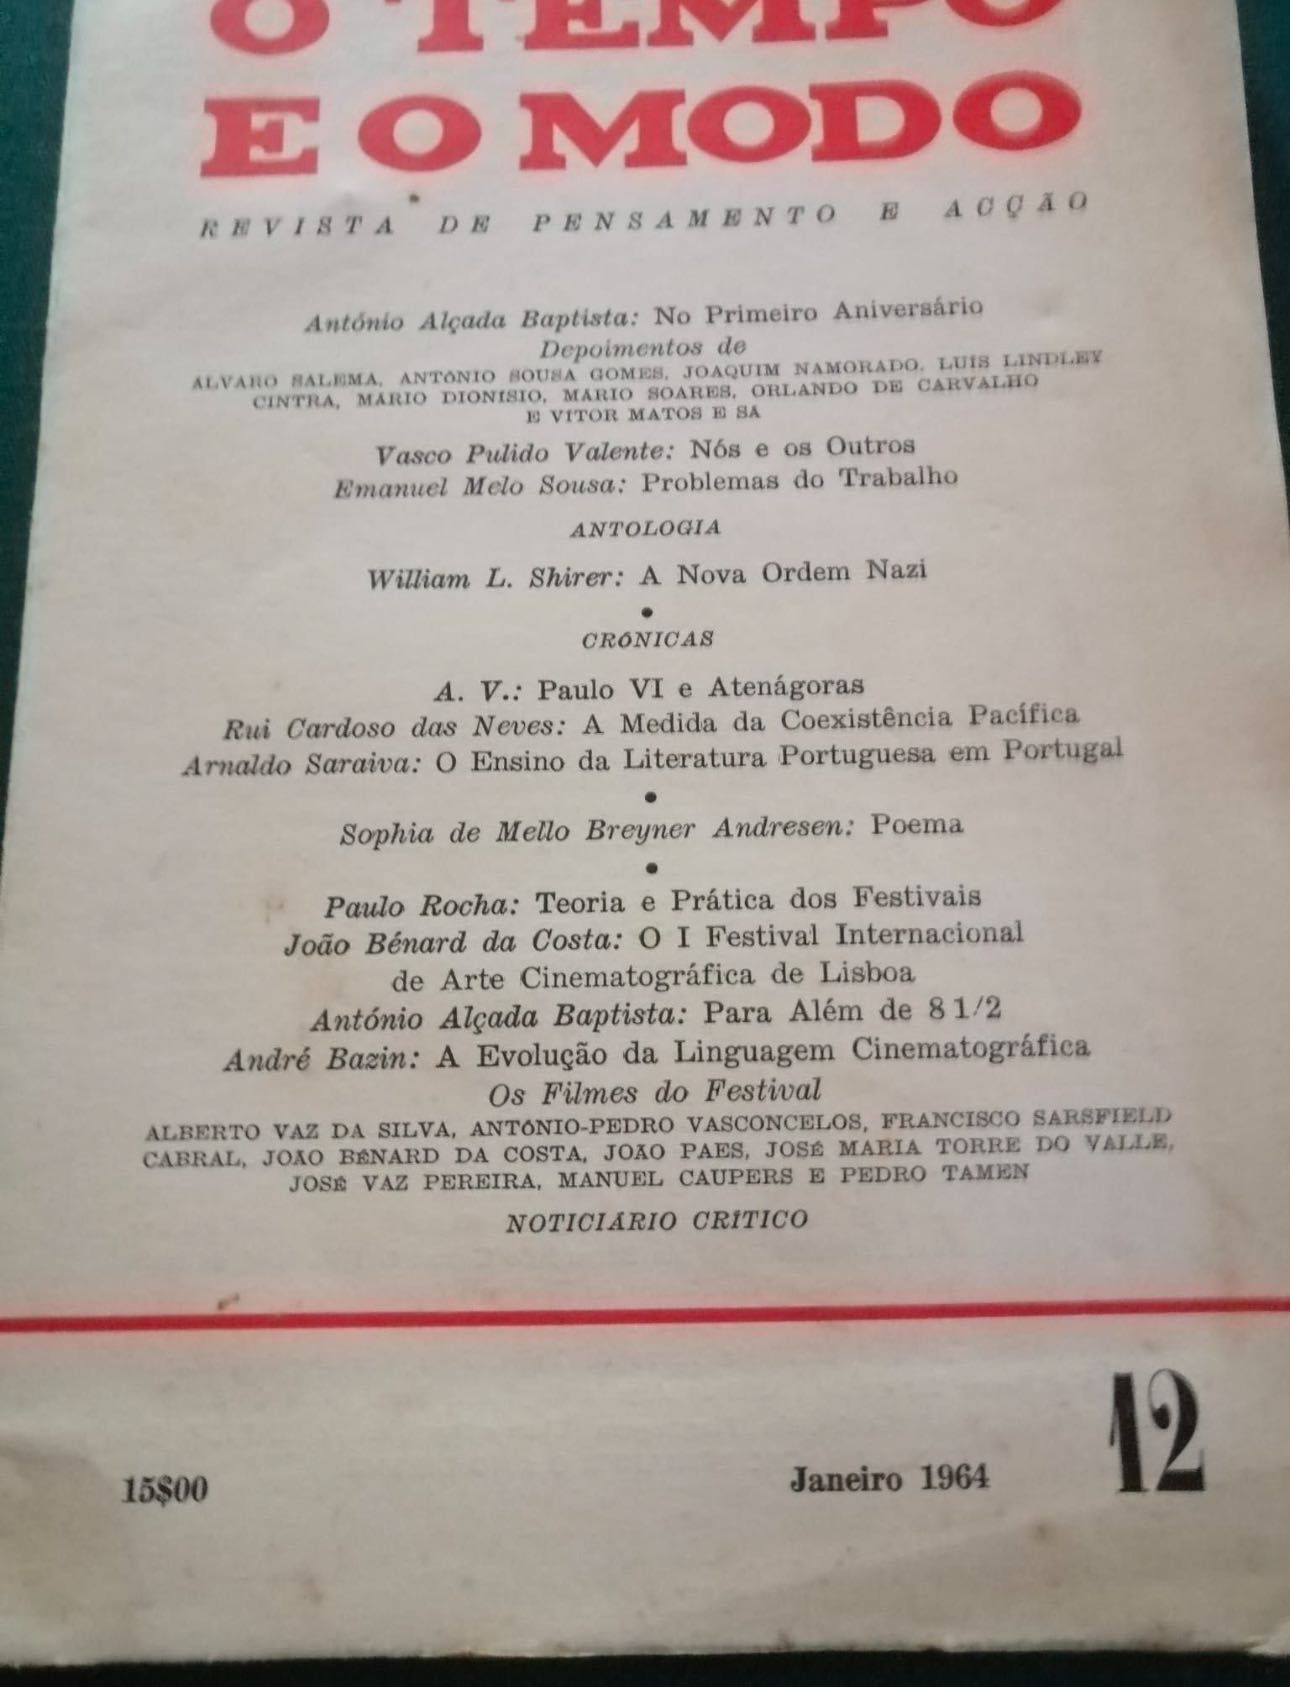 O TEMPO
E O MODO
REVISTA DE PENSAMENTO E ACÇÃO
António Alçada Baptista: No Primeiro Aniversário
Depoimentos de
ALVARO SALEMA, ANTÓNIO SOUSA GOMES, JOAQUIM NAMORADO, LUIS LINDLEY
CINTRA, MÁRIO DIONÍSIO, MARIO SOARES, ORLANDO DE CARVALHO
E VITOR MATOS E SA
Vasco Pulido Valente: Nós e os Outros
Emanuel Melo Sousa: Problemas do Trabalho
ANTOLOGIA
William L. Shirer: A Nova Ordem Nazi
•
CRÓNICAS
A. V.: Paulo VI e Atenágoras
Rui Cardoso das Neves: A Medida da Coexistência Pacífica
Arnaldo Saraiva: O Ensino da Literatura Portuguesa em Portugal
•
Sophia de Mello Breyner Andresen: Poema
•
Paulo Rocha: Teoria e Prática dos Festivais
João Bénard da Costa: O I Festival Internacional
de Arte Cinematográfica de Lisboa
António Alçada Baptista: Para Além de 8 1/2
André Bazin: A Evolução da Linguagem Cinematográfica
Os Filmes do Festival
ALBERTO VAZ DA SILVA, ANTÓNIO-PEDRO VASCONCELOS, FRANCISCO SARSFIELD
CABRAL, JOÃO BÉNARD DA COSTA, JOÃO PAES, JOSÉ MARIA TORRE DO VALLE,
JOSÉ VAZ PEREIRA, MANUEL CAUPERS E PEDRO TAMEN
NOTICIÁRIO CRÍTICO
15$00
Janeiro 1964
12